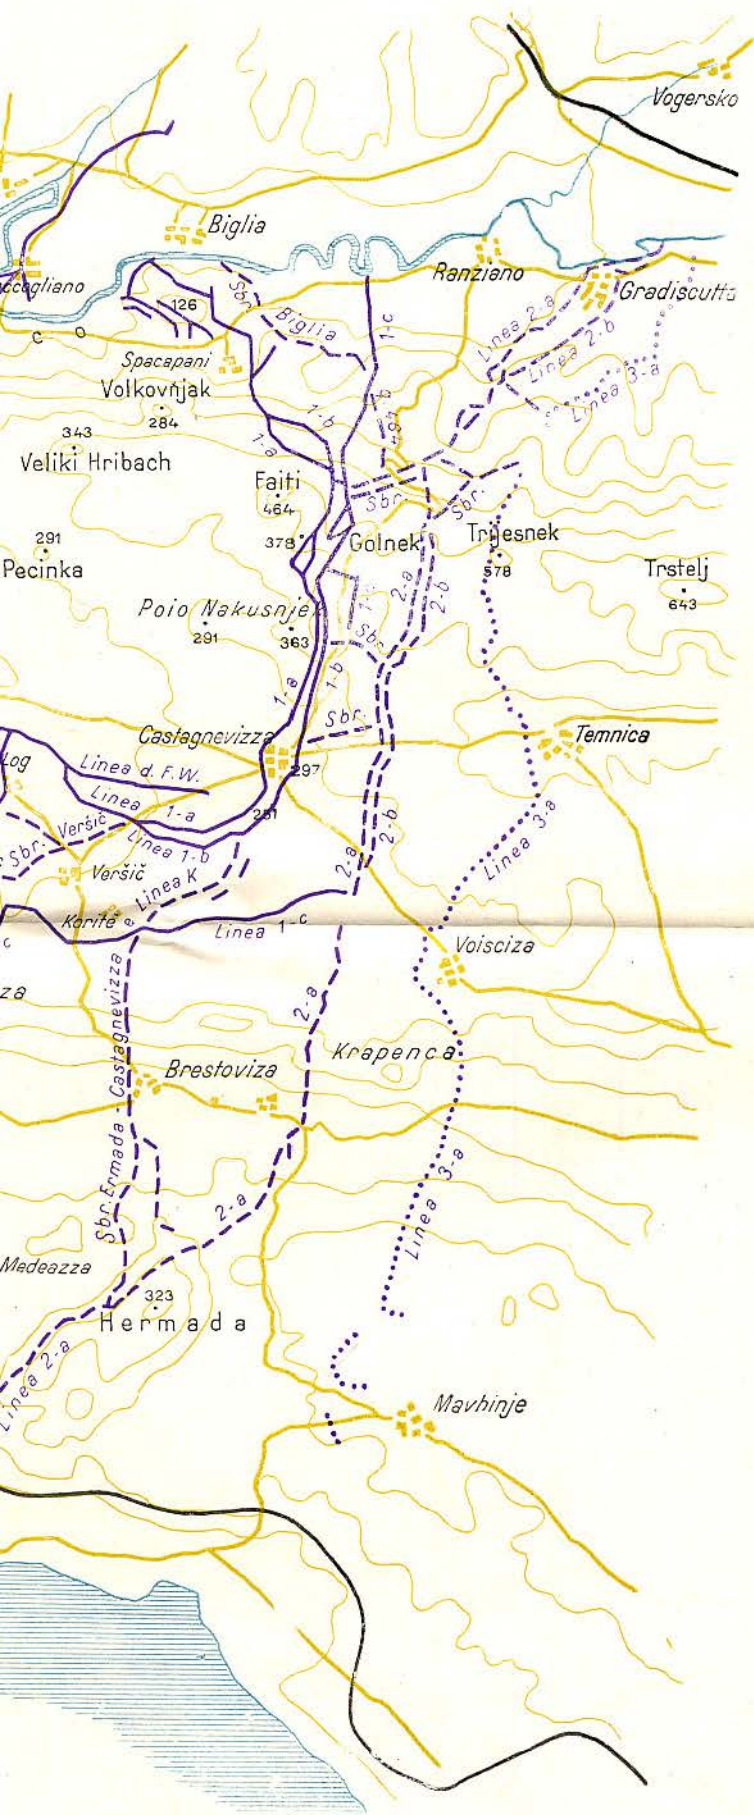 Vogersko
Biglia
Ranziano
Gradiscutta
126
Sbr. Biglia
1-c
Linea 2-a
Linea 2-b
Linea 3-a
C O
Spacapani
Volkovňjak
284
1-b
1-a
343
Veliki Hribach
Faiti
464
Sbr.
Sbr.
378
Golnek
Trijesnek
578
291
Pecinka
Trstelj
643
2-a
2-b
Poio Nakusnje
291
363
Sbr.
1-a
1-b
Sbr.
Castagnevizza
297
Temnica
Log
Linea d. F.W.
Linea 1-a
251
Sbr. Veršič
Linea 1-b
2-a
2-b
Linea 3-a
Veršič
Linea K
Korite
Linea 1-c
c
Voisciza
za
2-a
Krapenca
Sbr. Ermada - Castagnevizza
Brestoviza
Linea 3-a
2-a
Medeazza
323
Hermada
Linea 2-a
Mavhinje